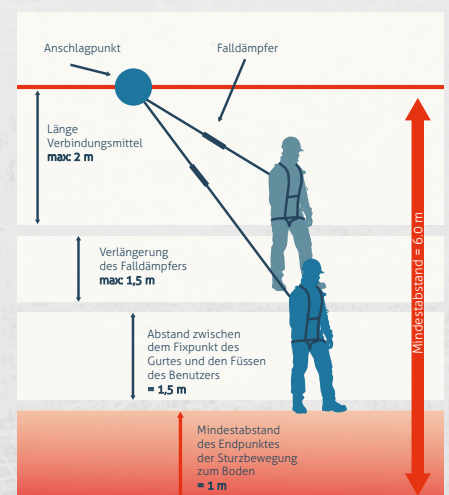 Anschlagpunkt
Falldämpfer
Länge
Verbindungsmittel
max: 2 m
Verlängerung
des Falldämpfers
max: 1,5 m
Abstand zwischen
dem Fixpunkt des
Gurtes und den Füssen
des Benutzers
= 1,5 m
Mindestabstand
des Endpunktes
der Sturzbewegung
zum Boden
= 1 m
Mindestabstand = 6.0 m